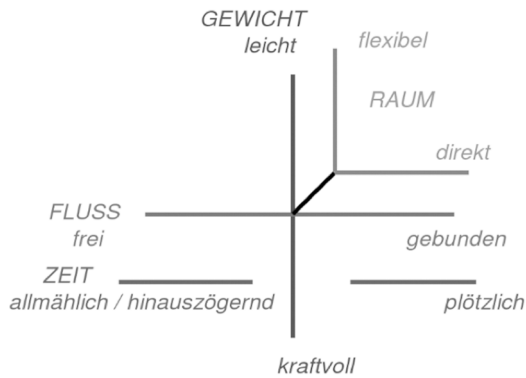 GEWICHT
leicht
flexibel
RAUM
direkt
FLUSS
frei
gebunden
ZEIT
allmählich / hinauszögernd
plötzlich
kraftvoll